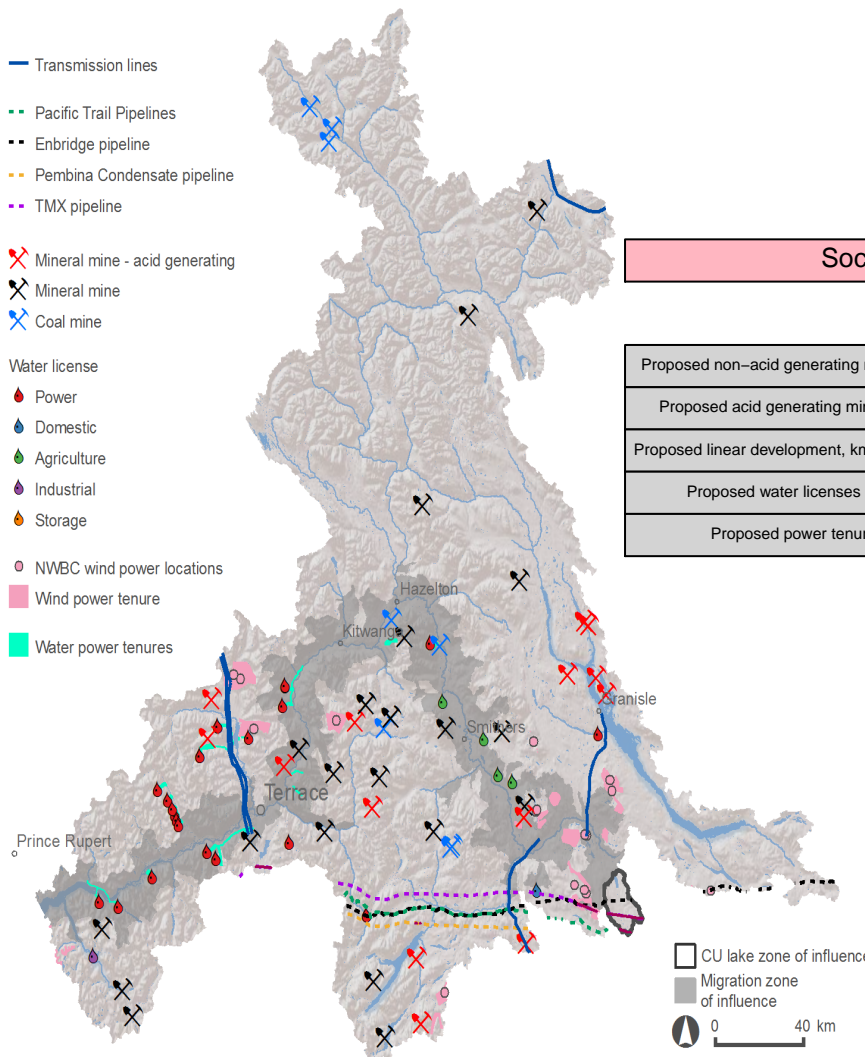 Transmission lines
Pacific Trail Pipelines
Enbridge pipeline
Pembina Condensate pipeline
TMX pipeline
Mineral mine - acid generating
Mineral mine
Coal mine
Water license
Power
Domestic
Agriculture
Industrial
Storage
NWBC wind power locations
Wind power tenure
Water power tenures
Soc
Proposed non−acid generating
Proposed acid generating
Proposed linear development,
Proposed water licenses
Proposed power
Hazelton
Kitwanga
Granisle
Smithers
Terrace
Prince Rupert
CU lake zone of influence
Migration zone
of influence
0 40 km